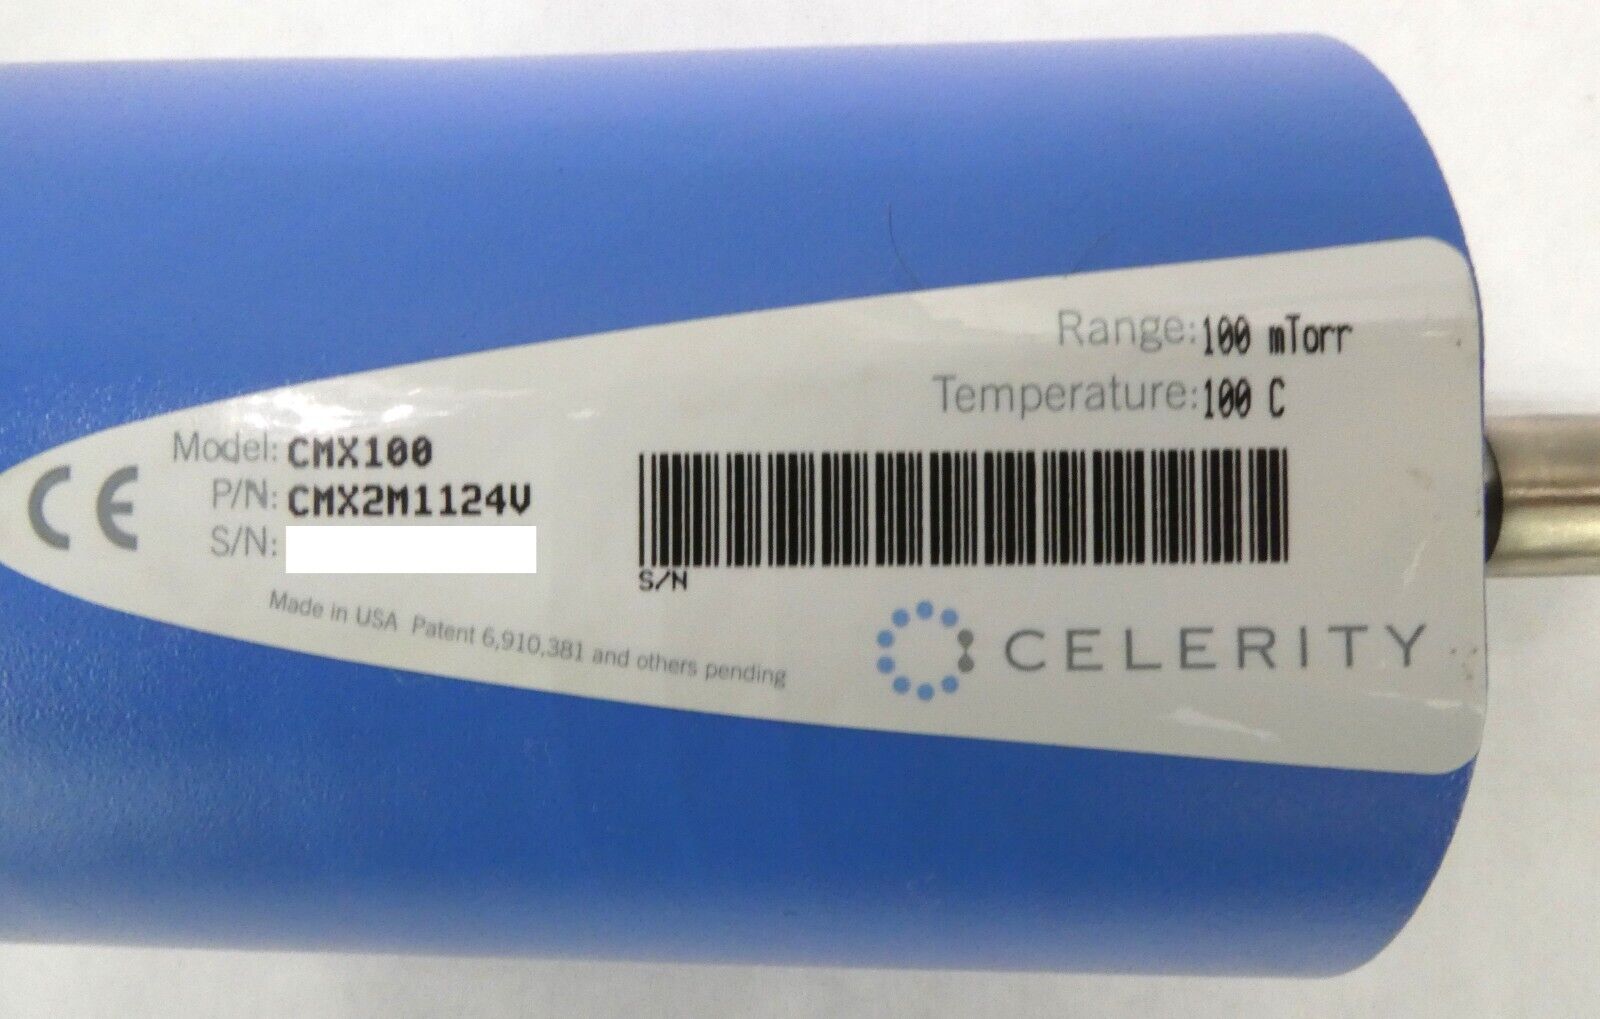 Range: 100 mTorr
Temperature: 100 C
Model: CMX100
P/N: CMX2M1124V
S/N:
S/N
Made in USA Patent 6,910,381 and others pending
CE
CELERITY